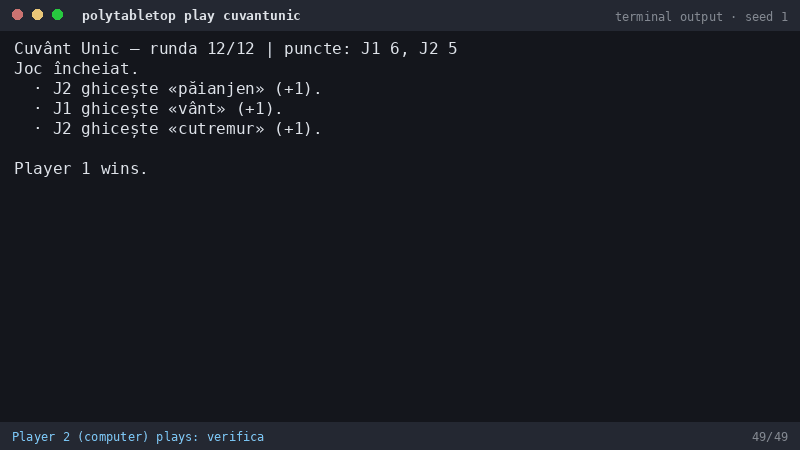 polytabletop play cuvantunic
terminal output · seed 1
Cuvânt Unic — runda 12/12 | puncte: J1 6, J2 5
Joc încheiat.
· J2 ghicește «păianjen» (+1).
· J1 ghicește «vânt» (+1).
· J2 ghicește «cutremur» (+1).
Player 1 wins.
Player 2 (computer) plays: verifica
49/49